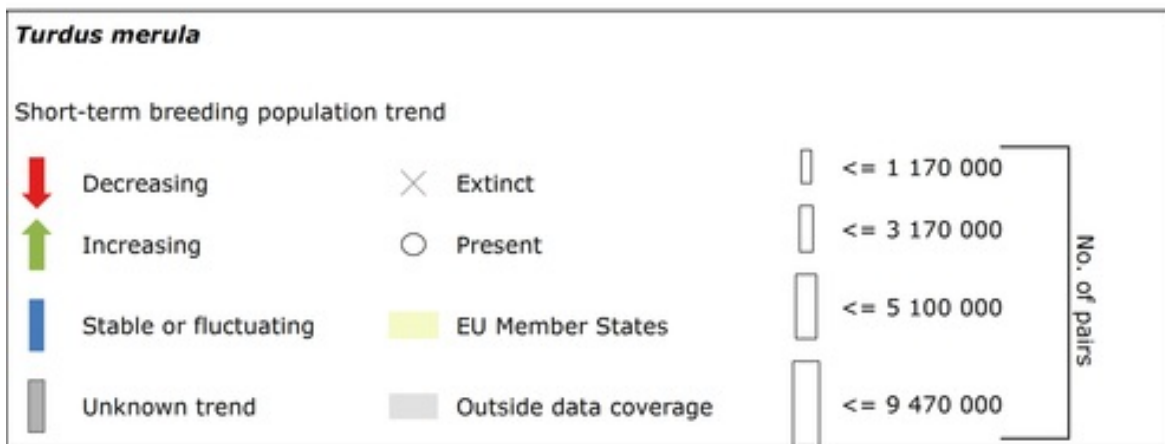 Turdus merula
Short-term breeding population trend
Decreasing
Increasing
Stable or fluctuating
Unknown trend
Extinct
Present
EU Member States
Outside data coverage
<= 1 170 000
<= 3 170 000
<= 5 100 000
<= 9 470 000
No. of pairs